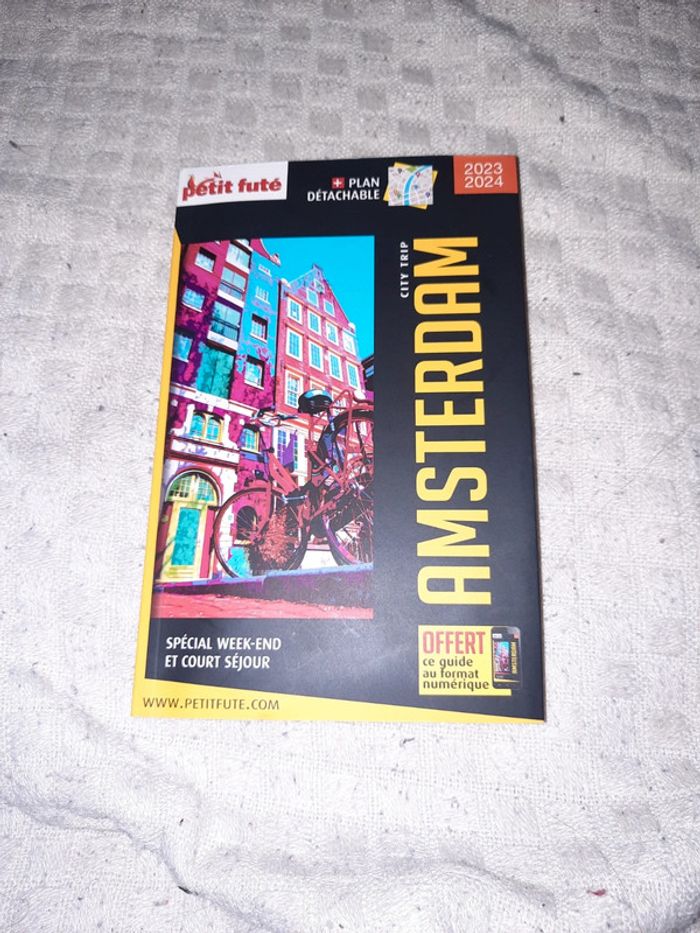 petit futé
+ PLAN
DÉTACHABLE
2023
2024
CITY TRIP
AMSTERDAM
SPÉCIAL WEEK-END
ET COURT SÉJOUR
OFFERT
ce guide
au format
numérique
AMSTERDAM
WWW.PETITFUTE.COM